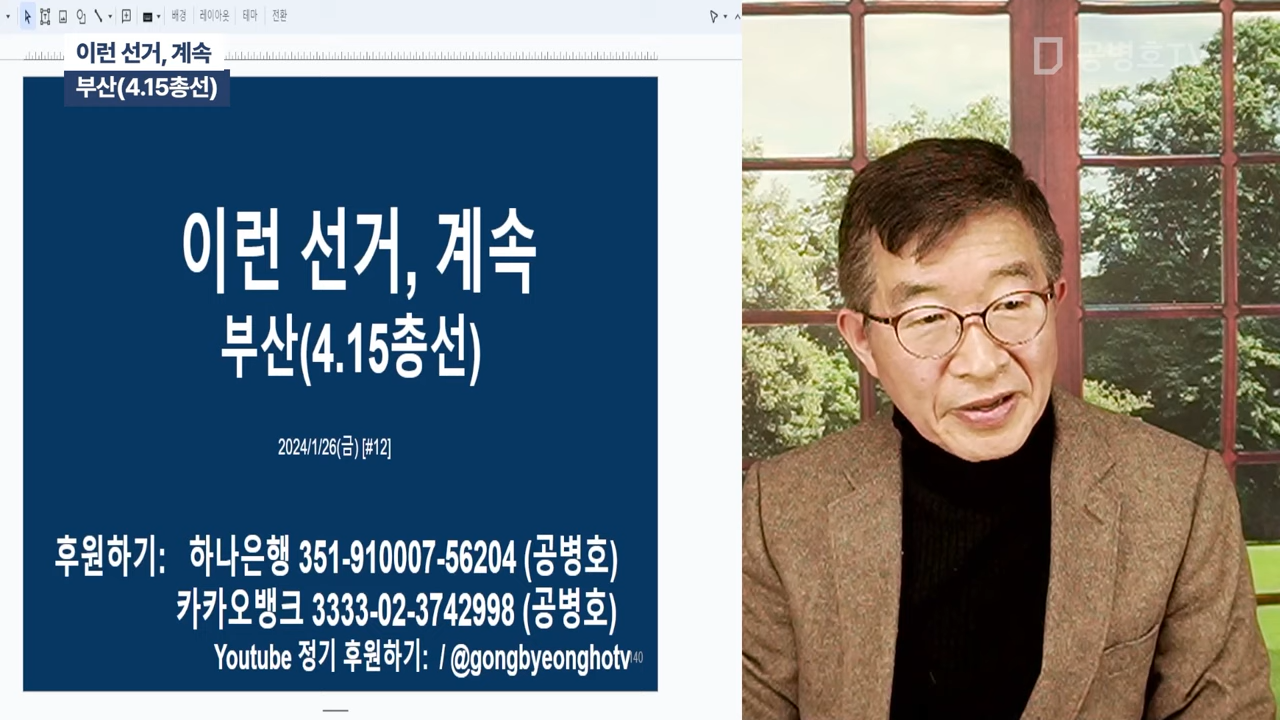 배경 레이아웃 테마 전환
이런 선거, 계속
부산(4.15총선)
공병호TV
이런 선거, 계속
부산(4.15총선)
2024/1/26(금) [#12]
후원하기: 하나은행 351-910007-56204 (공병호)
카카오뱅크 3333-02-3742998 (공병호)
Youtube 정기 후원하기: / @gongbyeonghotv
140